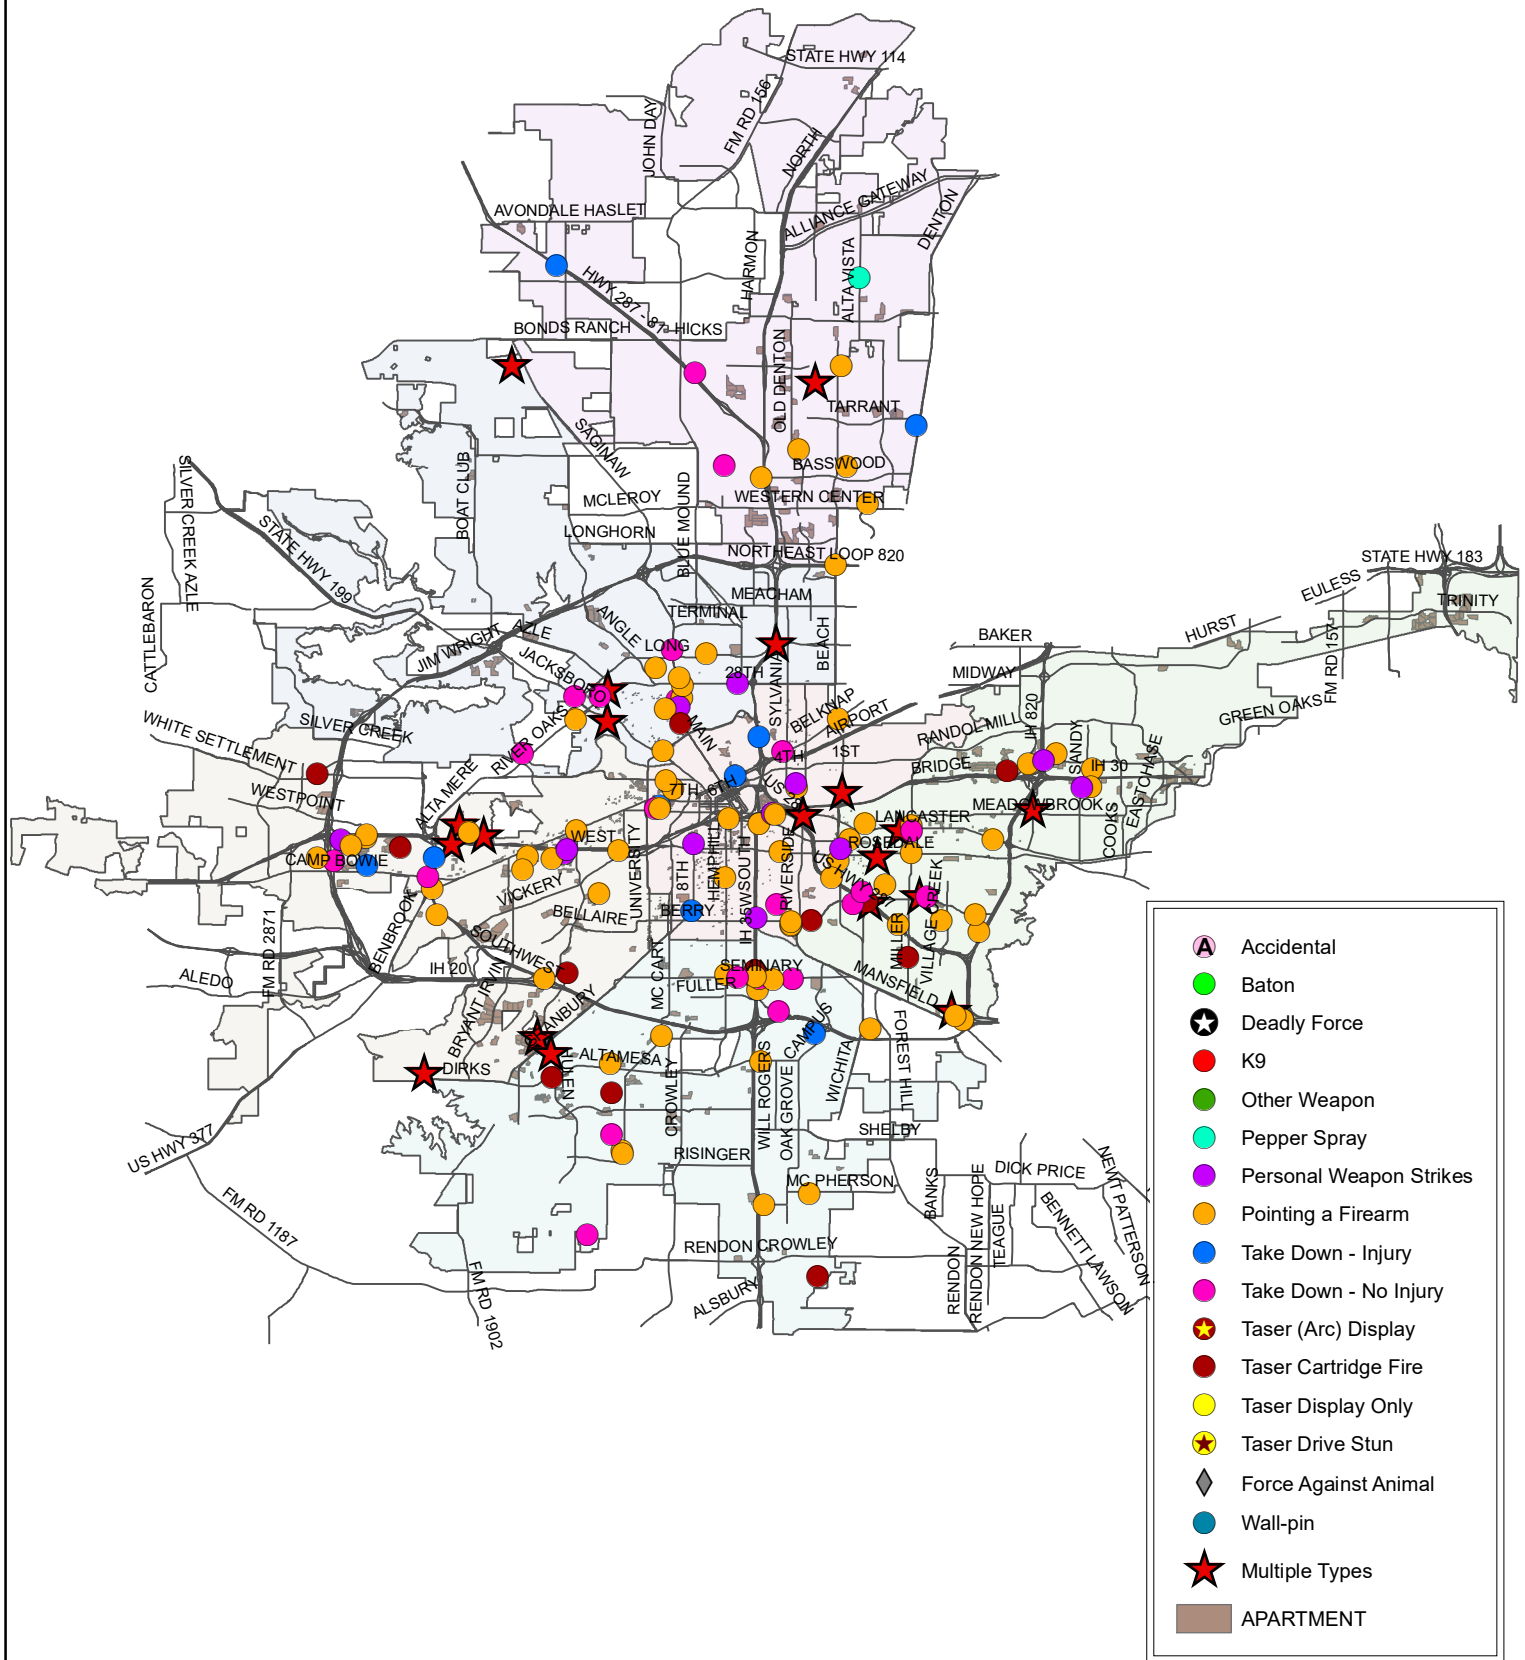 STATE HWY 114
JOHN DAY
FM RD 156
NORTH
ALLIANCE GATEWAY
DENTON
AVONDALE HASLET
HARMON
ALTA VISTA
HWY 287 - 81
BONDS RANCH
HICKS
OLD DENTON
TARRANT
SAGINAW
BOAT CLUB
BASSWOOD
SILVER CREEK AZLE
MCLEROY
BLUE MOUND
WESTERN CENTER
STATE HWY 199
LONGHORN
NORTHEAST LOOP 820
STATE HWY 183
EULESS
TRINITY
CATTLEBARON
MEACHAM
TERMINAL
ANGLE
AZLE
JIM WRIGHT
LONG
BEACH
BAKER
HURST
FM RD 157
JACKSBORO
28TH
SYLVANIA
MIDWAY
IH 820
GREEN OAKS
WHITE SETTLEMENT
SILVER CREEK
RIVER OAKS
MAIN
BELKNAP
AIRPORT
RANDOL MILL
SANDY
4TH
1ST
BRIDGE
IH 30
EASTCHASE
WESTPOINT
ALTA MERE
7TH
6TH
US 287
MEADOWBROOK
COOKS
LANCASTER
CAMP BOWIE
WEST
UNIVERSITY
8TH
HEMPHILL
IH 35W
SOUTH
RIVERSIDE
ROSEDALE
US HWY 287
VICKERY
BELLAIRE
BERRY
MILLER
VILLAGE CREEK
FM RD 2871
BENBROOK
SOUTHWEST
IH 20
ALEDO
MC CART
SEMINARY
FULLER
MANSFIELD
BRYANT IRVIN
GRANBURY
CAMPUS
FOREST HILL
DIRKS
HULEN
ALTAMESA
CROWLEY
WILL ROGERS
OAK GROVE
WICHITA
US HWY 377
RISINGER
SHELBY
MC PHERSON
BANKS
DICK PRICE
NEWT PATTERSON
RENDON NEW HOPE
TEAGUE
BENNETT LAWSON
FM RD 1187
RENDON CROWLEY
RENDON
ALSBURY
FM RD 1902
A Accidental
Baton
Deadly Force
K9
Other Weapon
Pepper Spray
Personal Weapon Strikes
Pointing a Firearm
Take Down - Injury
Take Down - No Injury
Taser (Arc) Display
Taser Cartridge Fire
Taser Display Only
Taser Drive Stun
Force Against Animal
Wall-pin
Multiple Types
APARTMENT